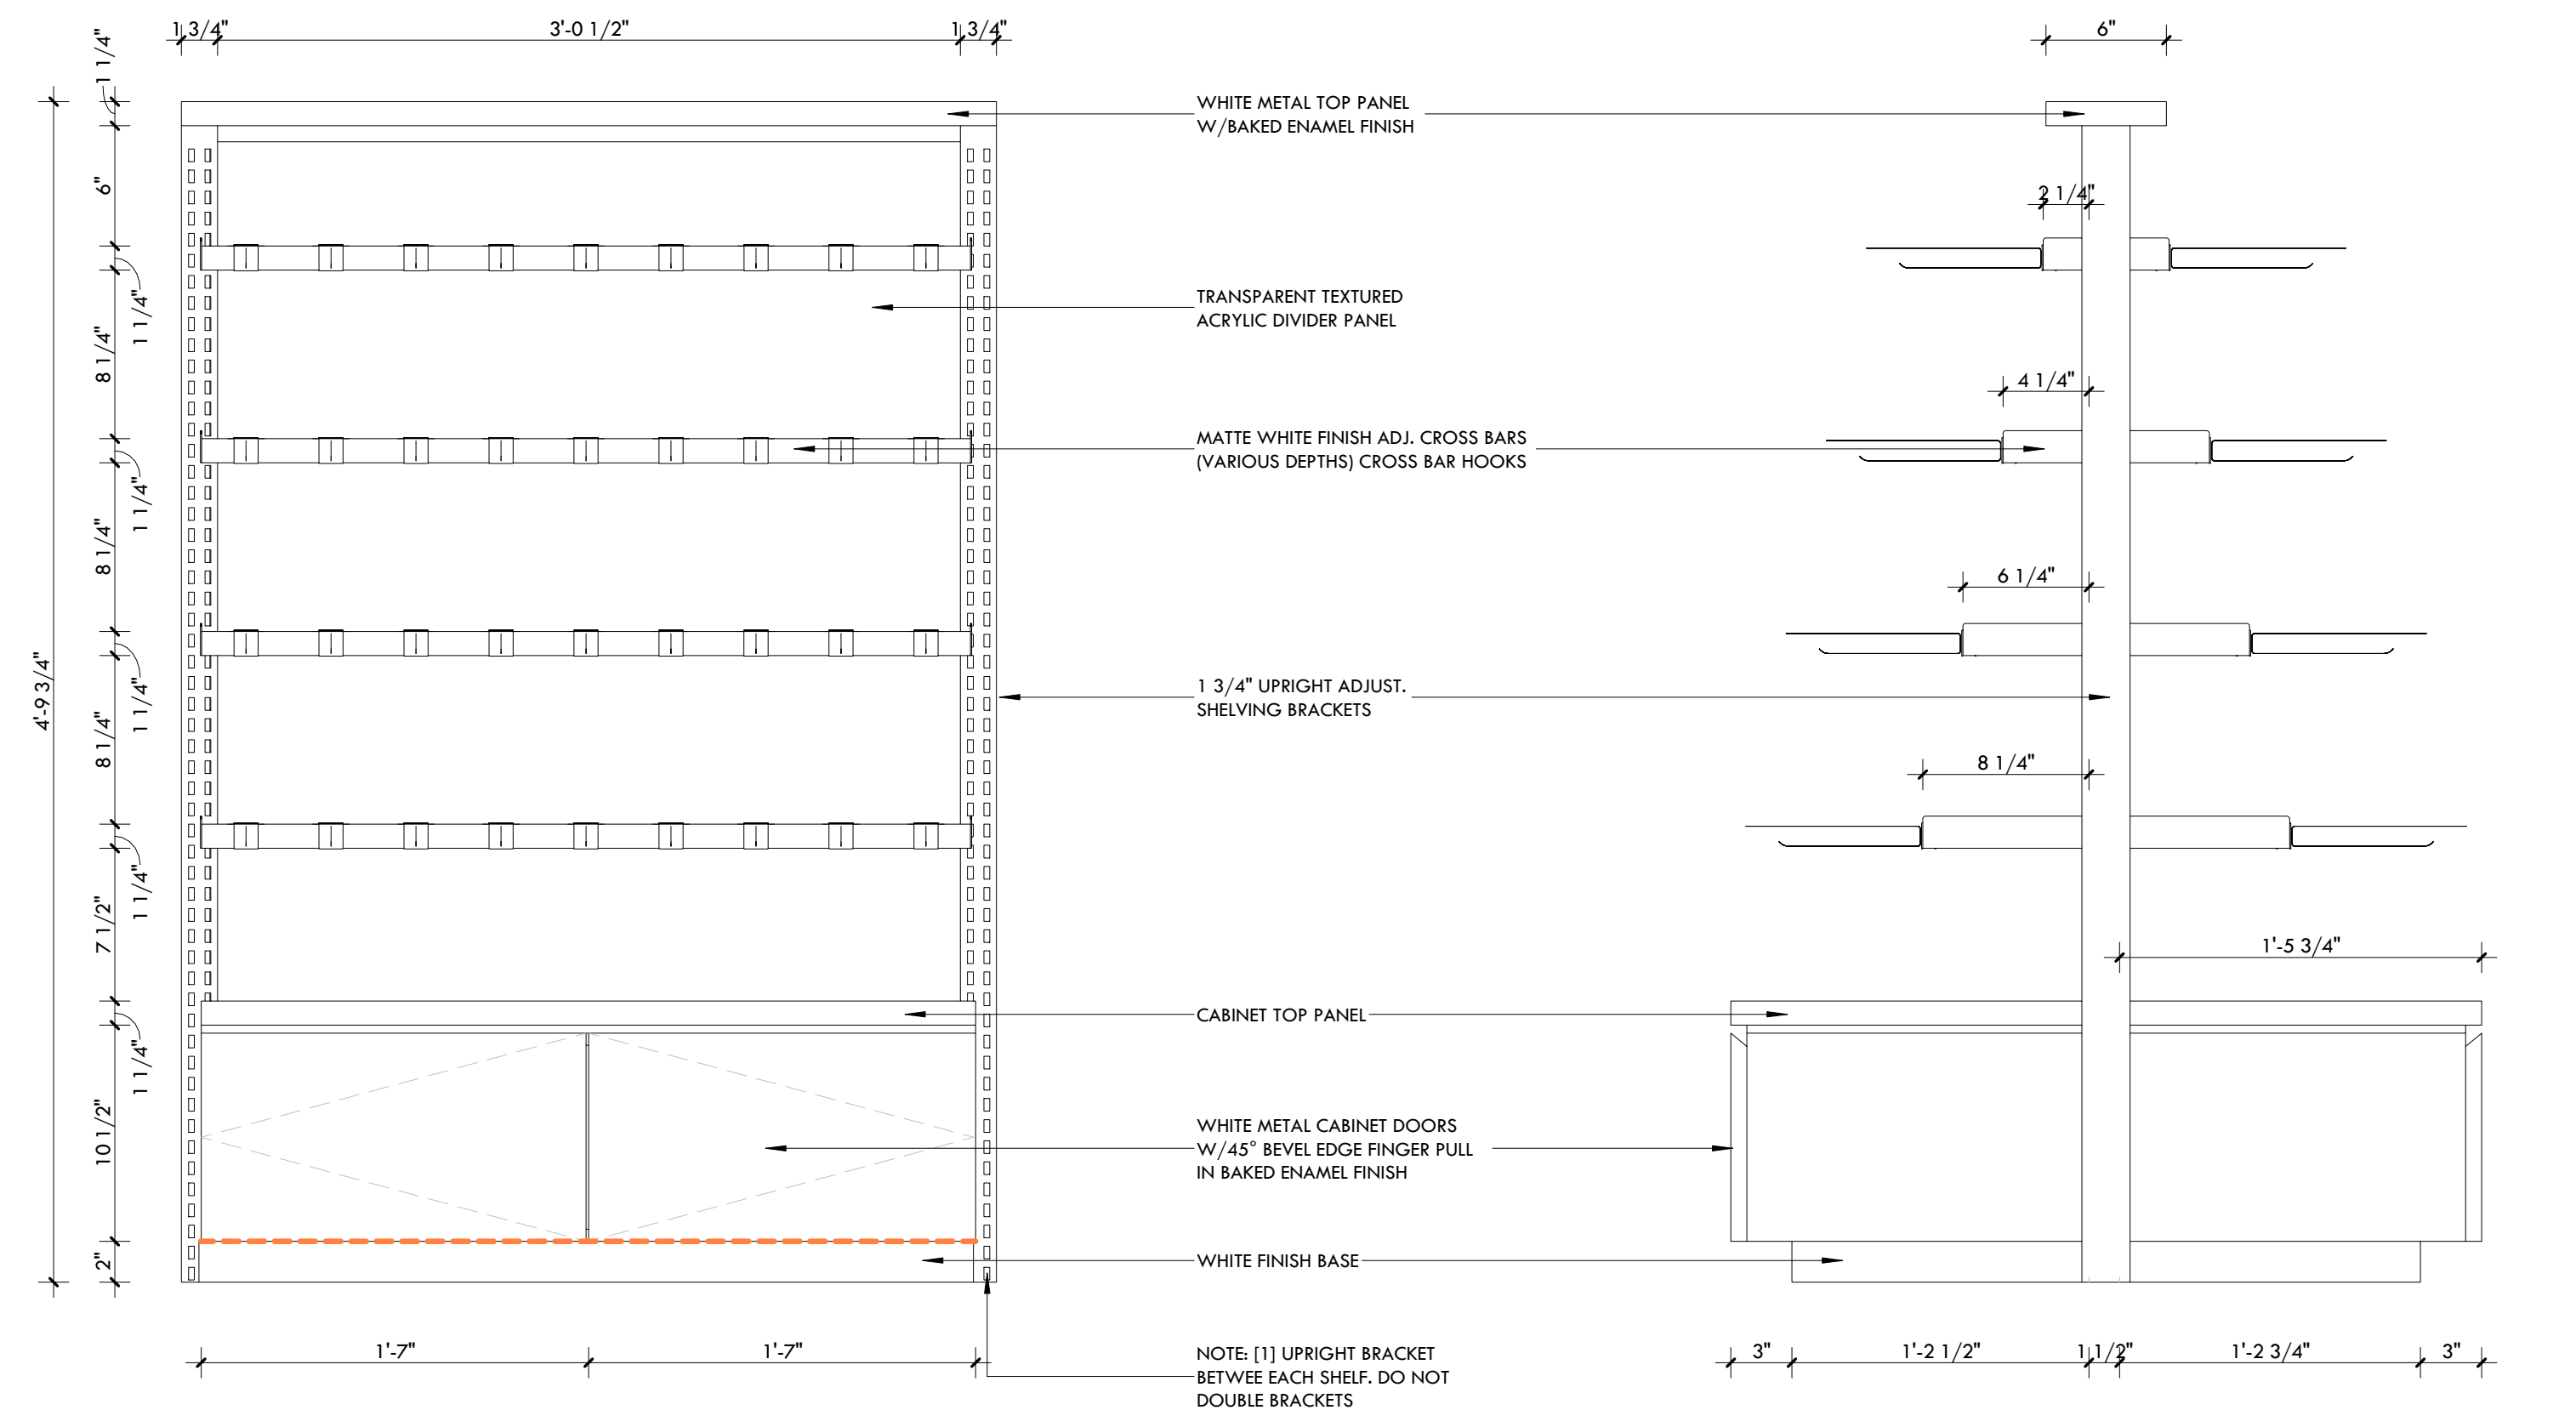 1 3/4"
3'-0 1/2"
1 3/4"
6"
1 1/4"
6"
1 1/4"
8 1/4"
1 1/4"
8 1/4"
1 1/4"
8 1/4"
1 1/4"
7 1/2"
1 1/4"
10 1/2"
2"
4'-9 3/4"
1'-7"
1'-7"
WHITE METAL TOP PANEL
W/BAKED ENAMEL FINISH
TRANSPARENT TEXTURED
ACRYLIC DIVIDER PANEL
MATTE WHITE FINISH ADJ. CROSS BARS
(VARIOUS DEPTHS) CROSS BAR HOOKS
1 3/4" UPRIGHT ADJUST.
SHELVING BRACKETS
CABINET TOP PANEL
WHITE METAL CABINET DOORS
W/45° BEVEL EDGE FINGER PULL
IN BAKED ENAMEL FINISH
WHITE FINISH BASE
NOTE: [1] UPRIGHT BRACKET
BETWEE EACH SHELF. DO NOT
DOUBLE BRACKETS
2 1/4"
4 1/4"
6 1/4"
8 1/4"
1'-5 3/4"
3"
1'-2 1/2"
1 1/2"
1'-2 3/4"
3"